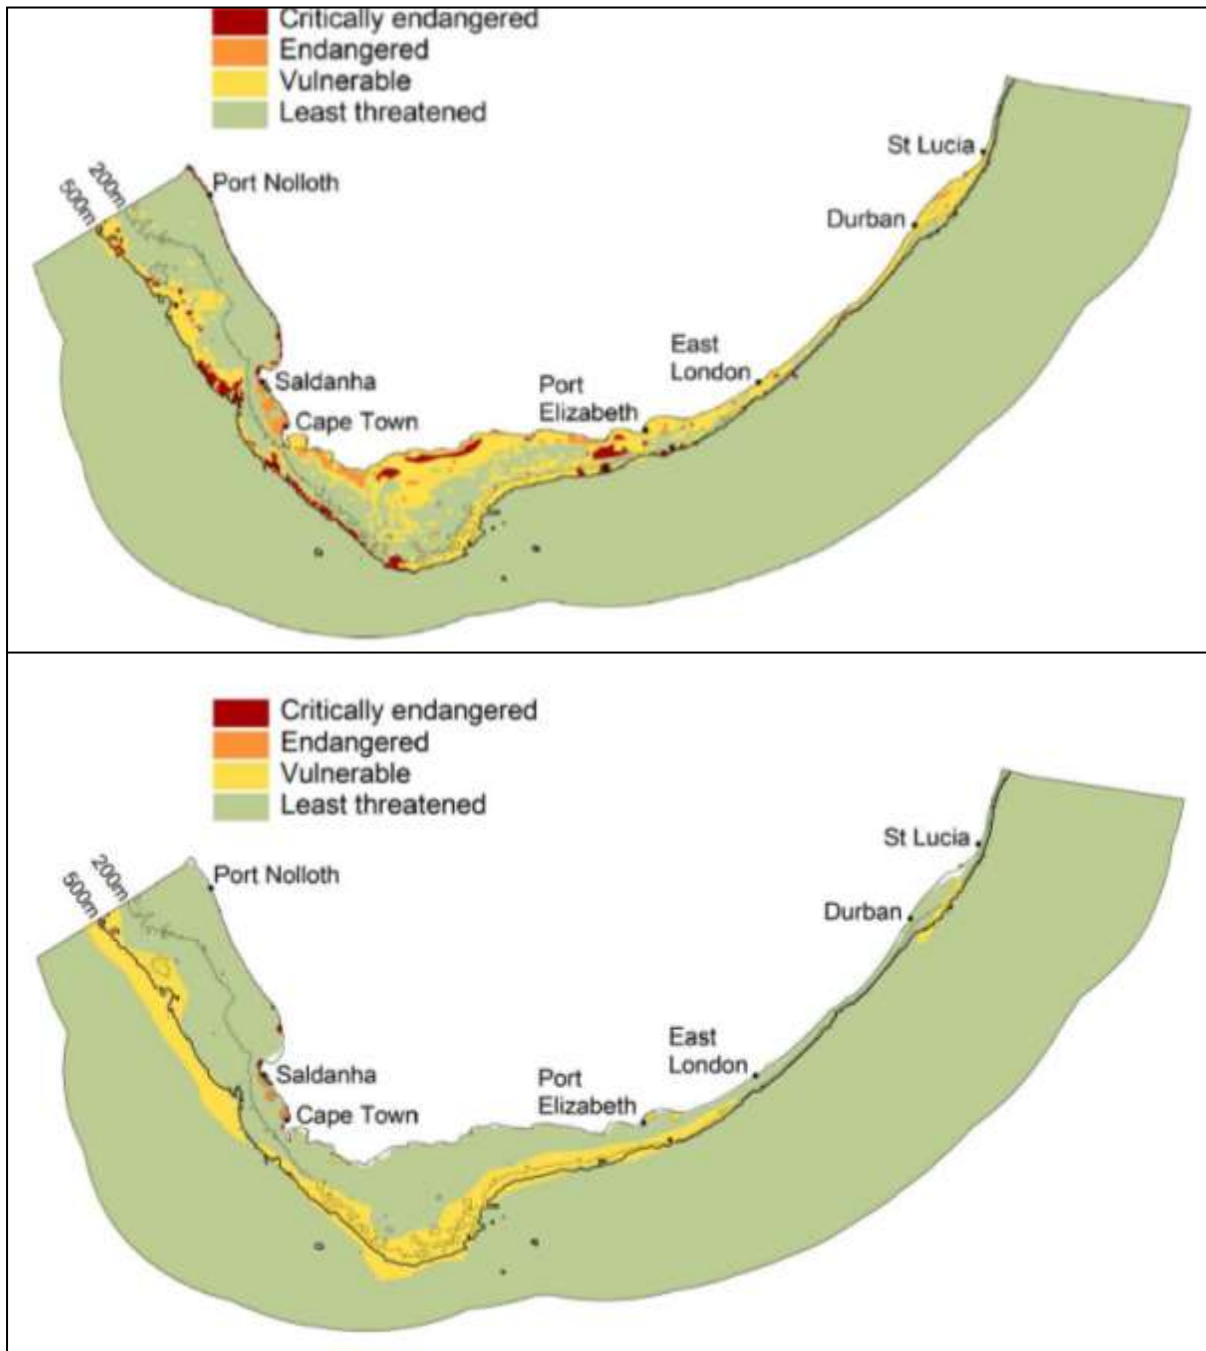 Critically endangered
Endangered
Vulnerable
Least threatened
St Lucia
Port Nolloth
200m
500m
Durban
East
London
Saldanha
Port
Elizabeth
Cape Town
Critically endangered
Endangered
Vulnerable
Least threatened
St Lucia
Port Nolloth
200m
500m
Durban
East
London
Saldanha
Port
Elizabeth
Cape Town